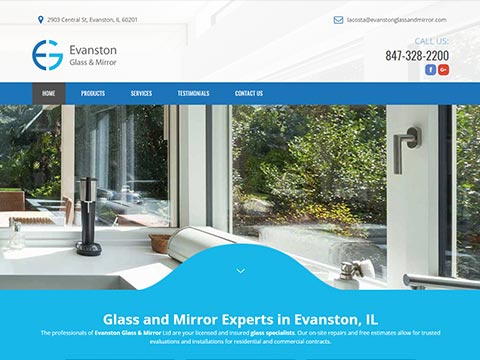 2903 Central St, Evanston, IL 60201
lacosta@evanstonglassandmirror.com
Evanston
Glass & Mirror
CALL US:
847-328-2200
HOME PRODUCTS SERVICES TESTIMONIALS CONTACT US
Glass and Mirror Experts in Evanston, IL
The professionals of Evanston Glass & Mirror Ltd are your licensed and insured glass specialists. Our on-site repairs and free estimates allow for trusted
evaluations and installations for residential and commercial contracts.